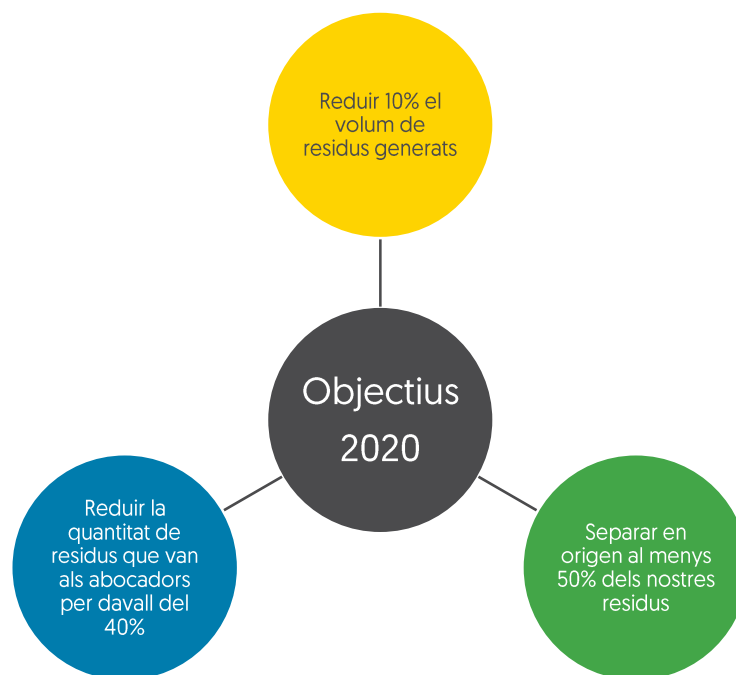 Reduir 10% el
volum de
residus generats
Objectius
2020
Reduir la
quantitat de
residus que van
als abocadors
per davall del
40%
Separar en
origen al menys
50% dels nostres
residus